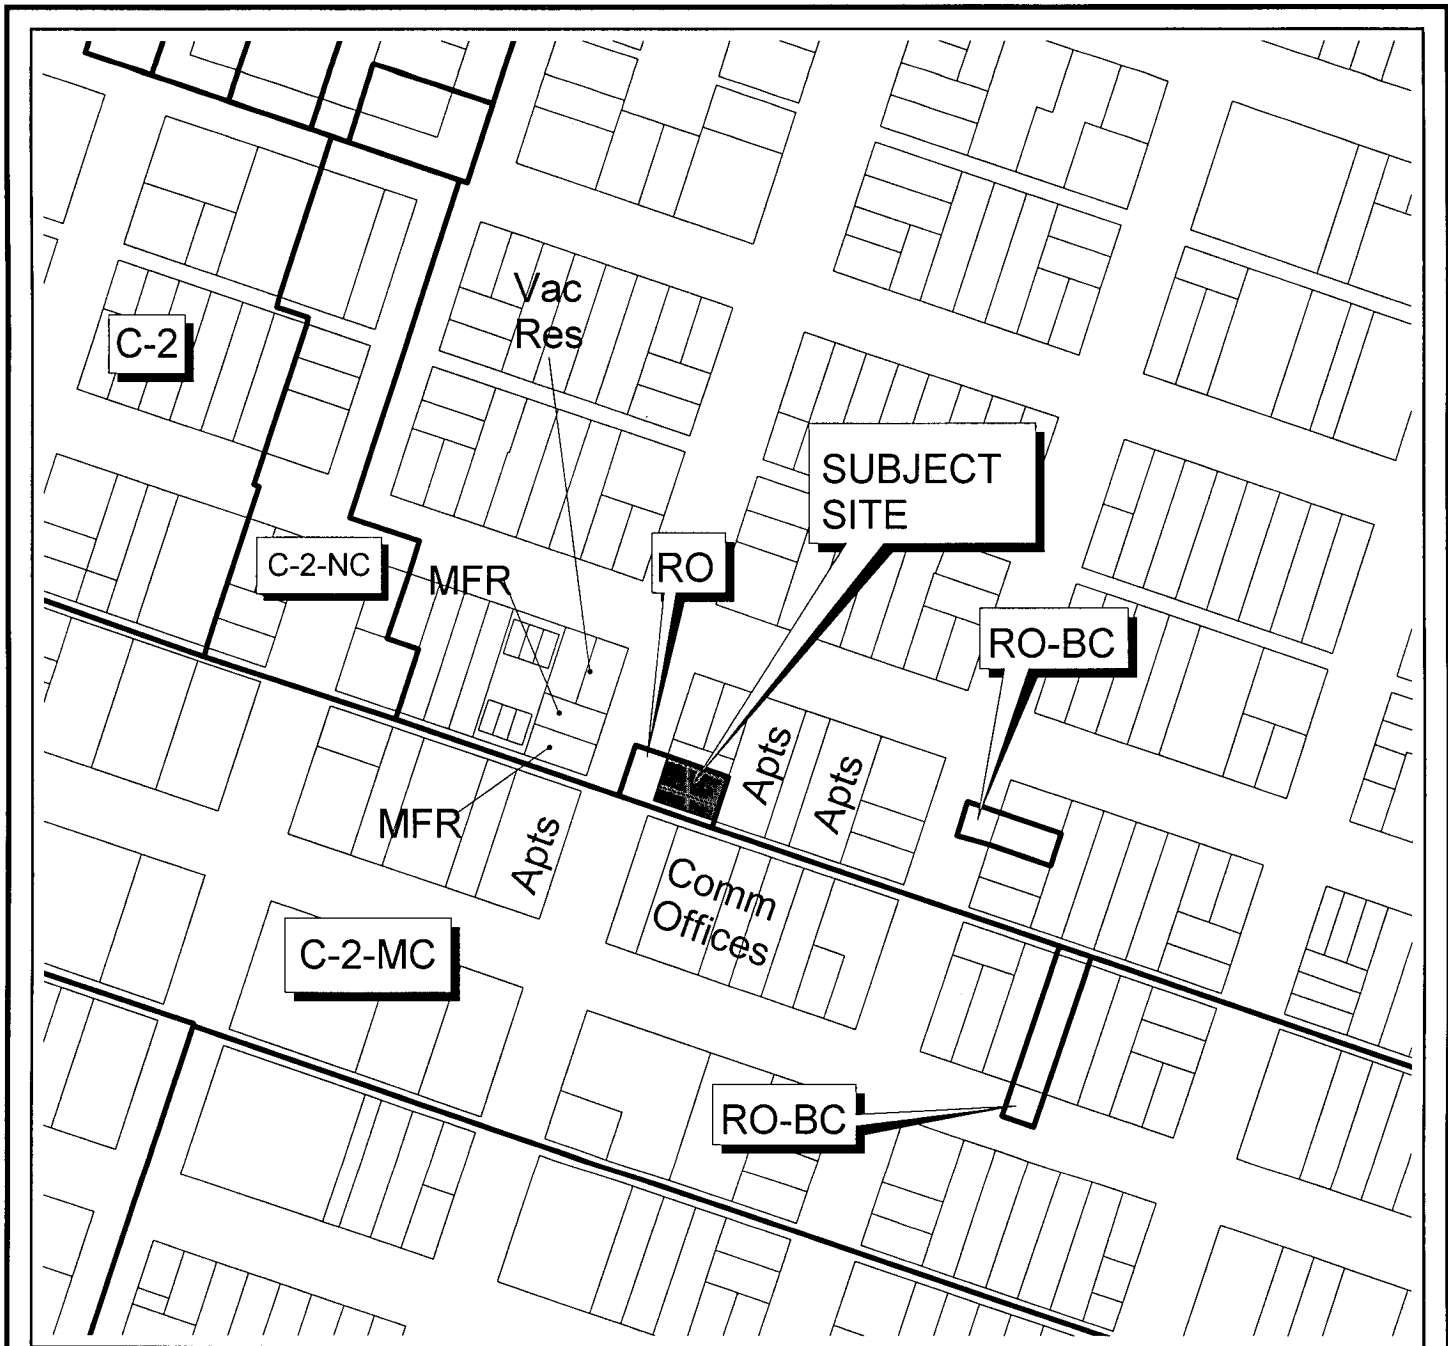 Vac
Res
C-2
SUBJECT
SITE
C-2-NC
MFR
RO
RO-BC
Apts
Apts
MFR
Apts
Comm
Offices
C-2-MC
RO-BC